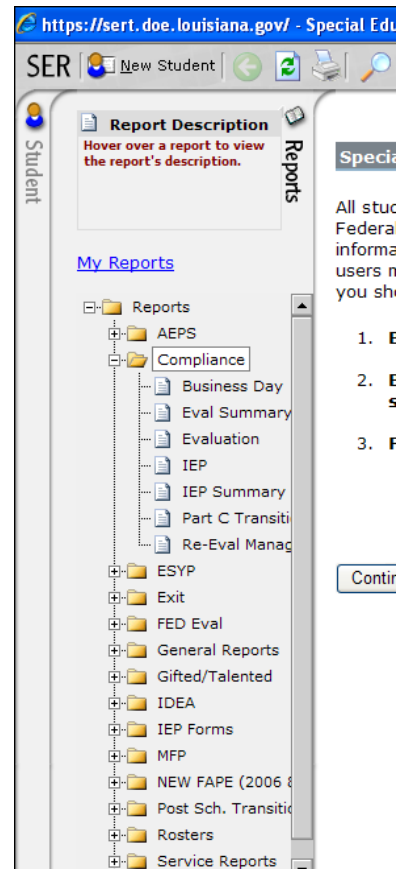 https://sert.doe.louisiana.gov/ - Special Edu
SER New Student
Student
Report Description
Hover over a report to view
the report's description.
Reports
My Reports
Reports
AEPS
Compliance
Business Day
Eval Summary
Evaluation
IEP
IEP Summary
Part C Transiti
Re-Eval Manag
ESYP
Exit
FED Eval
General Reports
Gifted/Talented
IDEA
IEP Forms
MFP
NEW FAPE (2006 &
Post Sch. Transitio
Rosters
Service Reports
Specia
All stud
Federal
informa
users m
you sho
1. E
2. E
s
3. F
Contin